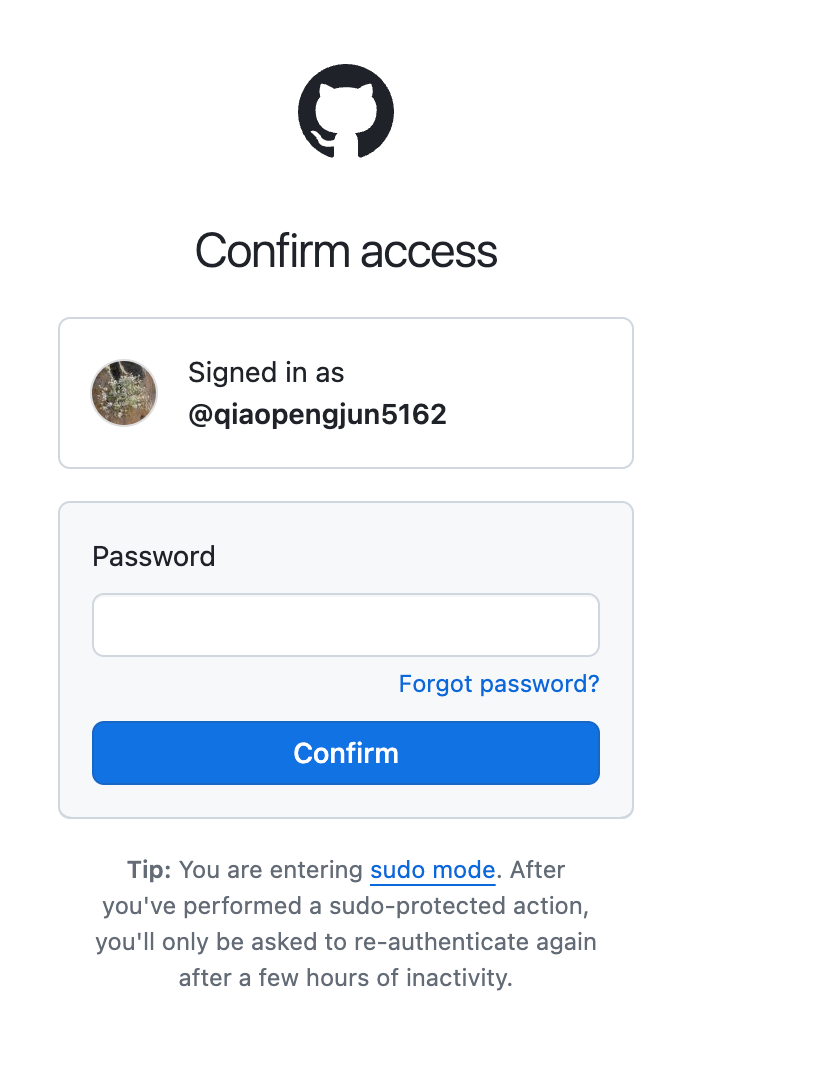 Confirm access
Signed in as
@qiaopengjun5162
Password
Forgot password?
Confirm
Tip: You are entering sudo mode. After
you've performed a sudo-protected action,
you'll only be asked to re-authenticate again
after a few hours of inactivity.